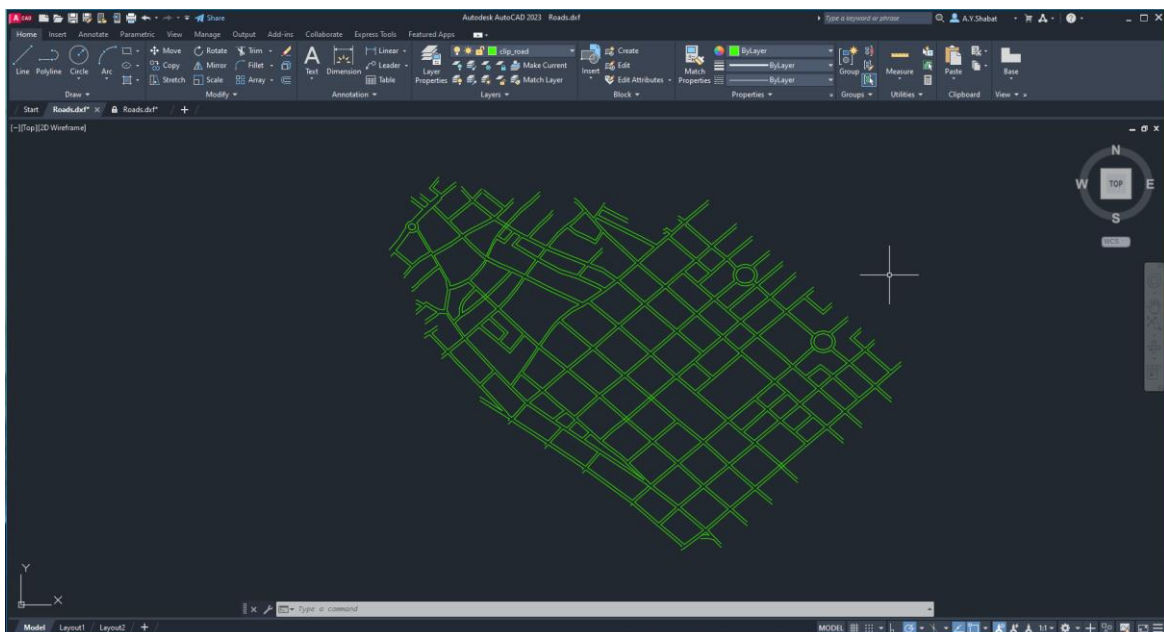 A CAD Share Autodesk AutoCAD 2023 Roads.dxf Type a keyword or phrase A.Y.Shabat
Home Insert Annotate Parametric View Manage Output Add-ins Collaborate Express Tools Featured Apps
Line Polyline Circle Arc Move Rotate Trim Text Dimension Linear Layer Properties clip_road Insert Create Match Properties ByLayer Group Measure Paste Base
Copy Mirror Fillet Leader Make Current Edit ByLayer
Stretch Scale Array Table Match Layer Edit Attributes ByLayer
Draw Modify Annotation Layers Block Properties Groups Utilities Clipboard View
Start Roads.dxf* Roads.dxf*
[−][Top][2D Wireframe]
N
W TOP E
S
WCS
Y
X
Type a command
Model Layout1 Layout2 MODEL 1:1